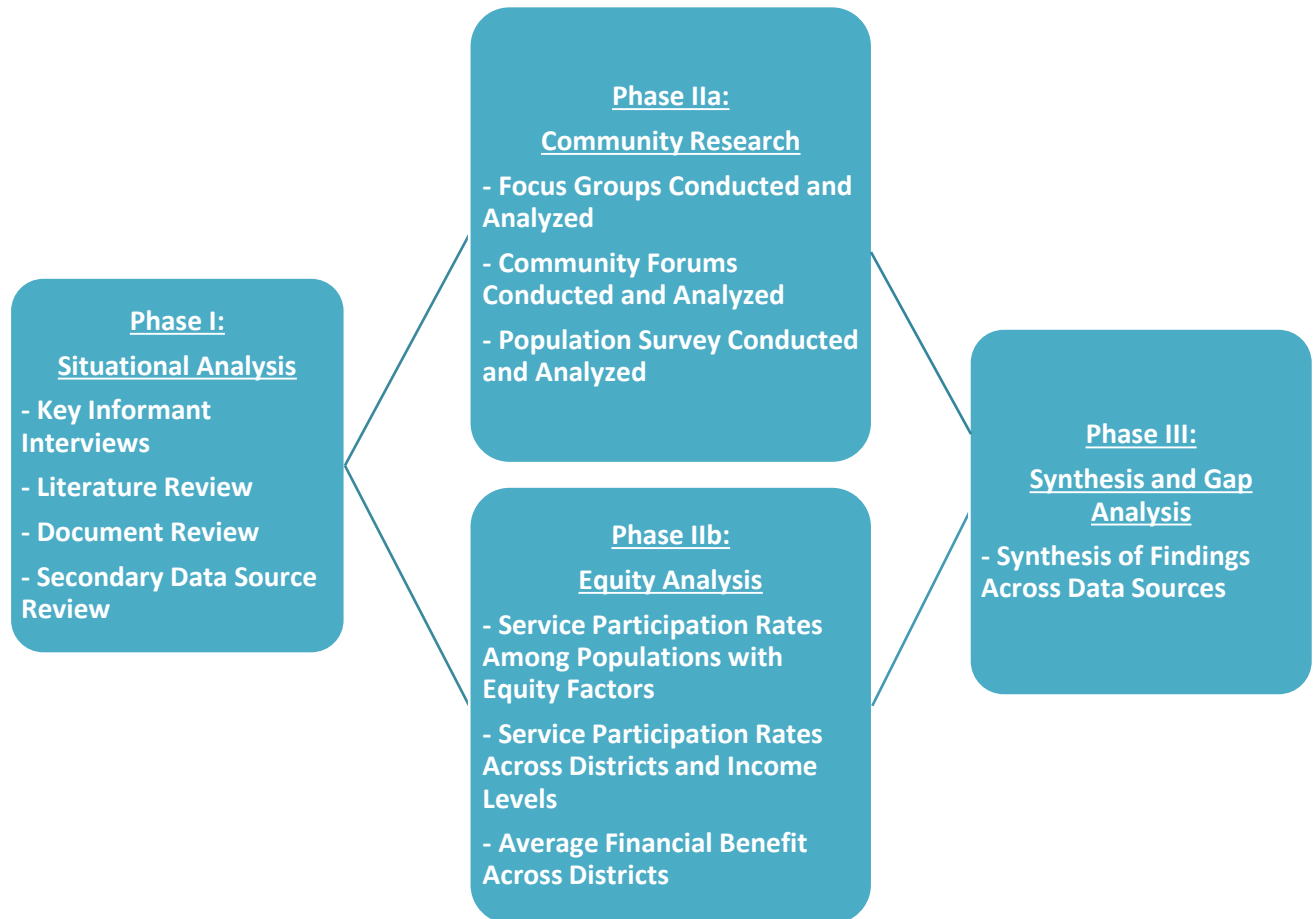 Phase I:
Situational Analysis
- Key Informant
Interviews
- Literature Review
- Document Review
- Secondary Data Source
Review
Phase IIa:
Community Research
- Focus Groups Conducted and
Analyzed
- Community Forums
Conducted and Analyzed
- Population Survey Conducted
and Analyzed
Phase IIb:
Equity Analysis
- Service Participation Rates
Among Populations with
Equity Factors
- Service Participation Rates
Across Districts and Income
Levels
- Average Financial Benefit
Across Districts
Phase III:
Synthesis and Gap
Analysis
- Synthesis of Findings
Across Data Sources